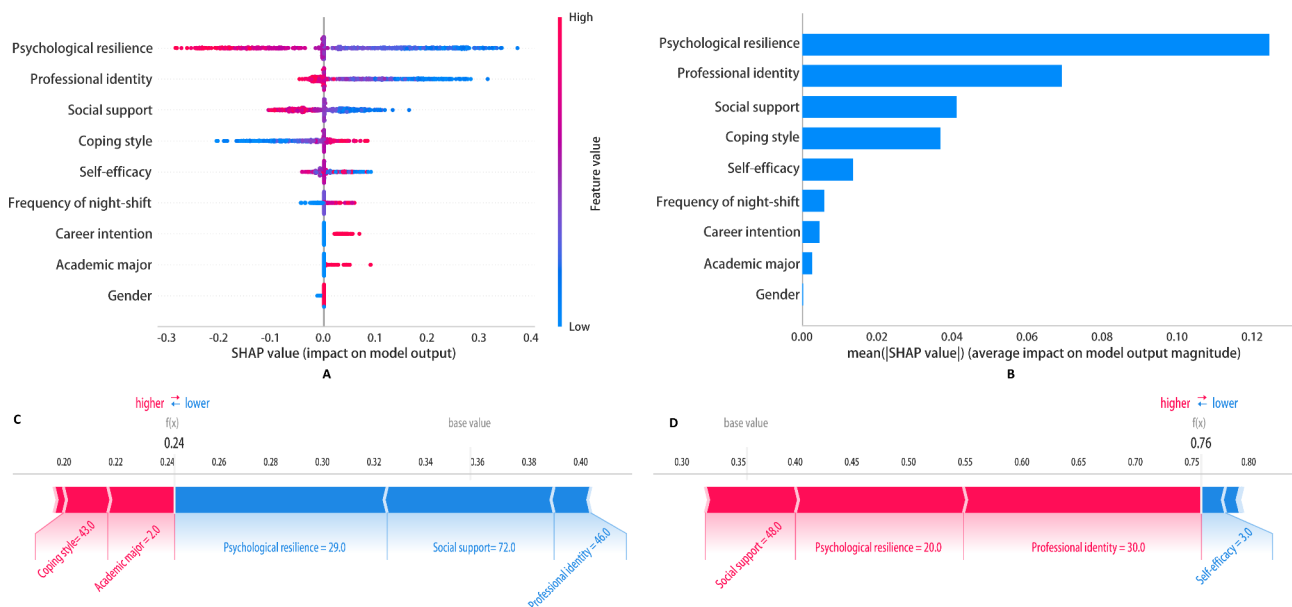 High
Psychological resilience
Professional identity
Social support
Coping style
Self-efficacy
Frequency of night-shift
Career intention
Academic major
Gender
Feature value
Low
-0.3 -0.2 -0.1 0.0 0.1 0.2 0.3 0.4
SHAP value (impact on model output)
A
Psychological resilience
Professional identity
Social support
Coping style
Self-efficacy
Frequency of night-shift
Career intention
Academic major
Gender
0.00 0.02 0.04 0.06 0.08 0.10 0.12
mean(|SHAP value|) (average impact on model output magnitude)
B
C
higher → ← lower
f(x)
base value
0.24
0.20 0.22 0.24 0.26 0.28 0.30 0.32 0.34 0.36 0.38 0.40
Coping style= 43.0
Academic major = 2.0
Psychological resilience = 29.0
Social support= 72.0
Professional identity = 46.0
D
higher → ← lower
base value
f(x)
0.76
0.30 0.35 0.40 0.45 0.50 0.55 0.60 0.65 0.70 0.75 0.80
Social support = 48.0
Psychological resilience = 20.0
Professional identity = 30.0
Self-efficacy = 3.0